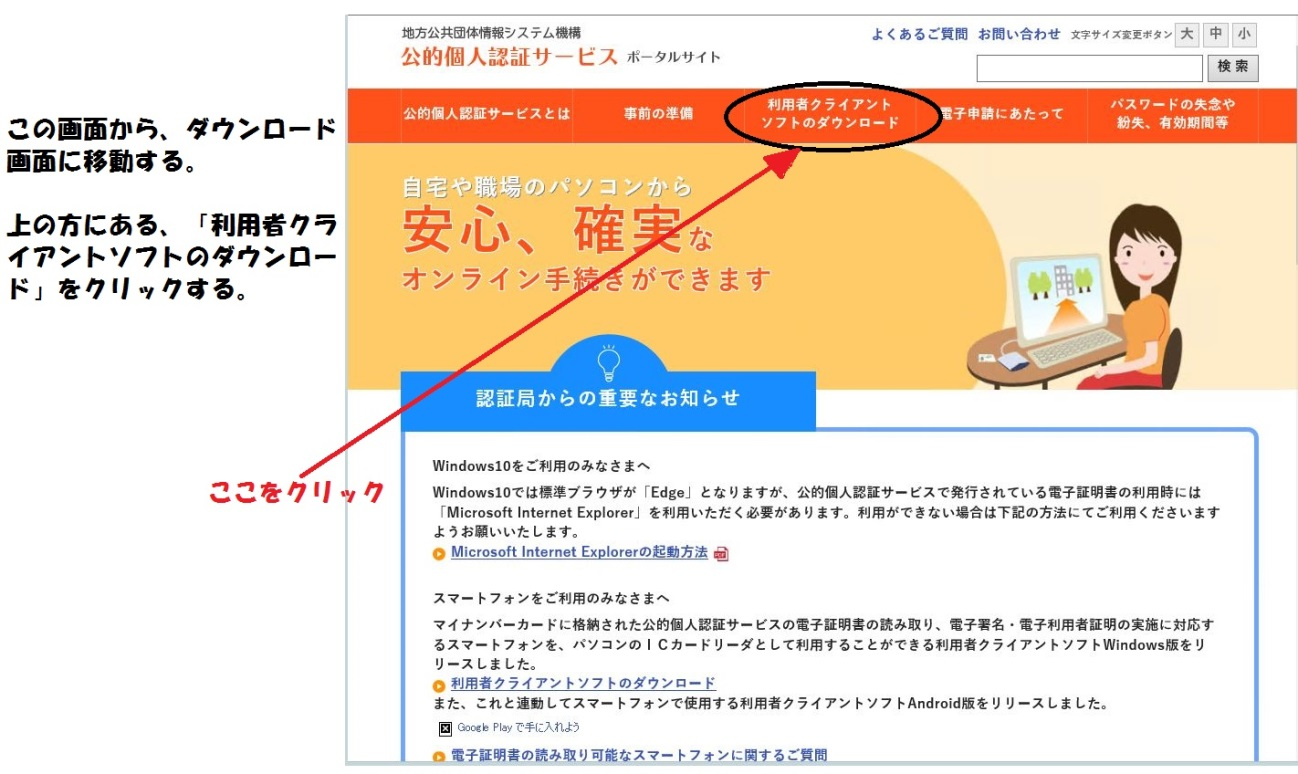 この画面から、ダウンロード
画面に移動する。
上の方にある、「利用者クラ
イアントソフトのダウンロー
ド」をクリックする。
ここをクリック
地方公共団体情報システム機構
公的個人認証サービス ポータルサイト
よくあるご質問 お問い合わせ 文字サイズ変更ボタン 大 中 小
検索
公的個人認証サービスとは
事前の準備
利用者クライアント
ソフトのダウンロード
電子申請にあたって
パスワードの失念や
紛失、有効期間等
自宅や職場のパソコンから
安心、確実な
オンライン手続きができます
認証局からの重要なお知らせ
Windows10をご利用のみなさまへ
Windows10では標準ブラウザが「Edge」となりますが、公的個人認証サービスで発行されている電子証明書の利用時には
「Microsoft Internet Explorer」を利用いただく必要があります。利用ができない場合は下記の方法にてご利用くださいます
ようお願いいたします。
Microsoft Internet Explorerの起動方法
スマートフォンをご利用のみなさまへ
マイナンバーカードに格納された公的個人認証サービスの電子証明書の読み取り、電子署名・電子利用者証明の実施に対応す
るスマートフォンを、パソコンのＩＣカードリーダとして利用することができる利用者クライアントソフトWindows版をリ
リースしました。
利用者クライアントソフトのダウンロード
また、これと連動してスマートフォンで使用する利用者クライアントソフトAndroid版をリリースしました。
Google Play で手に入れよう
電子証明書の読み取り可能なスマートフォンに関するご質問